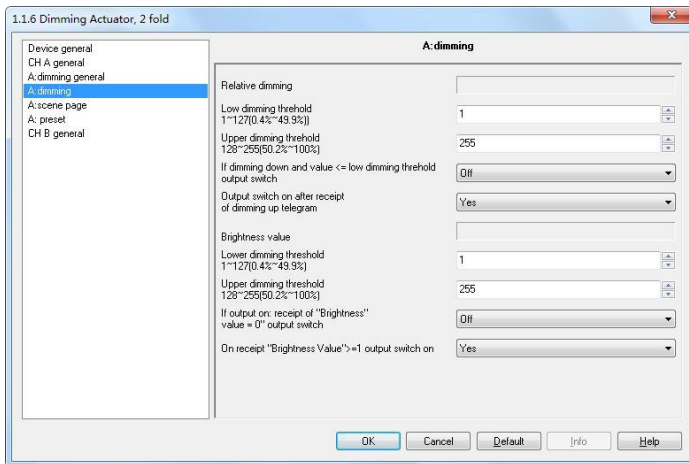 1.1.6 Dimming Actuator, 2 fold
Device general
CH A general
A:dimming general
A:dimming
A:scene page
A: preset
CH B general
A:dimming
Relative dimming
Low dimming threhold
1~127(0.4%~49.9%))
1
Upper dimming threhold
128~255(50.2%~100%)
255
If dimming down and value <= low dimming threhold
output switch
Off
Output switch on after receipt
of dimming up telegram
Yes
Brightness value
Lower dimming threshold
1~127(0.4%~49.9%)
1
Upper dimming threshold
128~255(50.2%~100%)
255
If output on: receipt of "Brightness"
value = 0" output switch
Off
On receipt "Brightness Value">=1 output switch on
Yes
OK
Cancel
Default
Info
Help